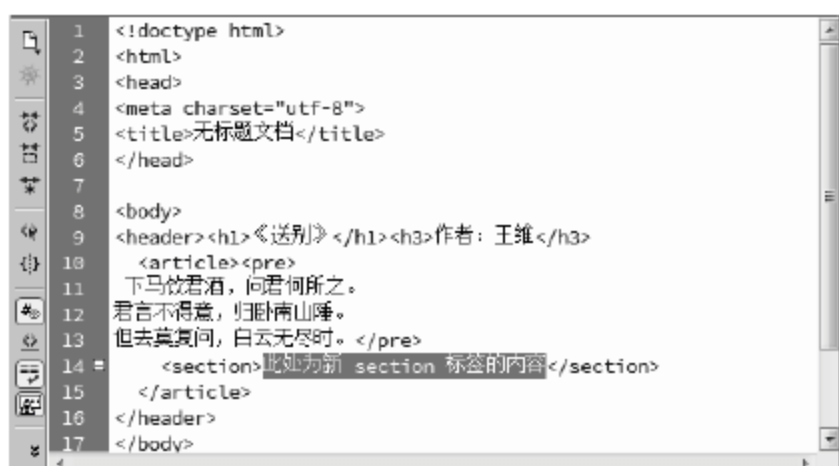 1 <!doctype html>
2 <html>
3 <head>
4 <meta charset="utf-8">
5 <title>无标题文档</title>
6 </head>
7
8 <body>
9 <header><h1>《送别》</h1><h3>作者：王维</h3>
10 <article><pre>
11 下马饮君酒，问君何所之。
12 君言不得意，归卧南山陲。
13 但去莫复问，白云无尽时。</pre>
14 <section>此处为新 section 标签的内容</section>
15 </article>
16 </header>
17 </body>